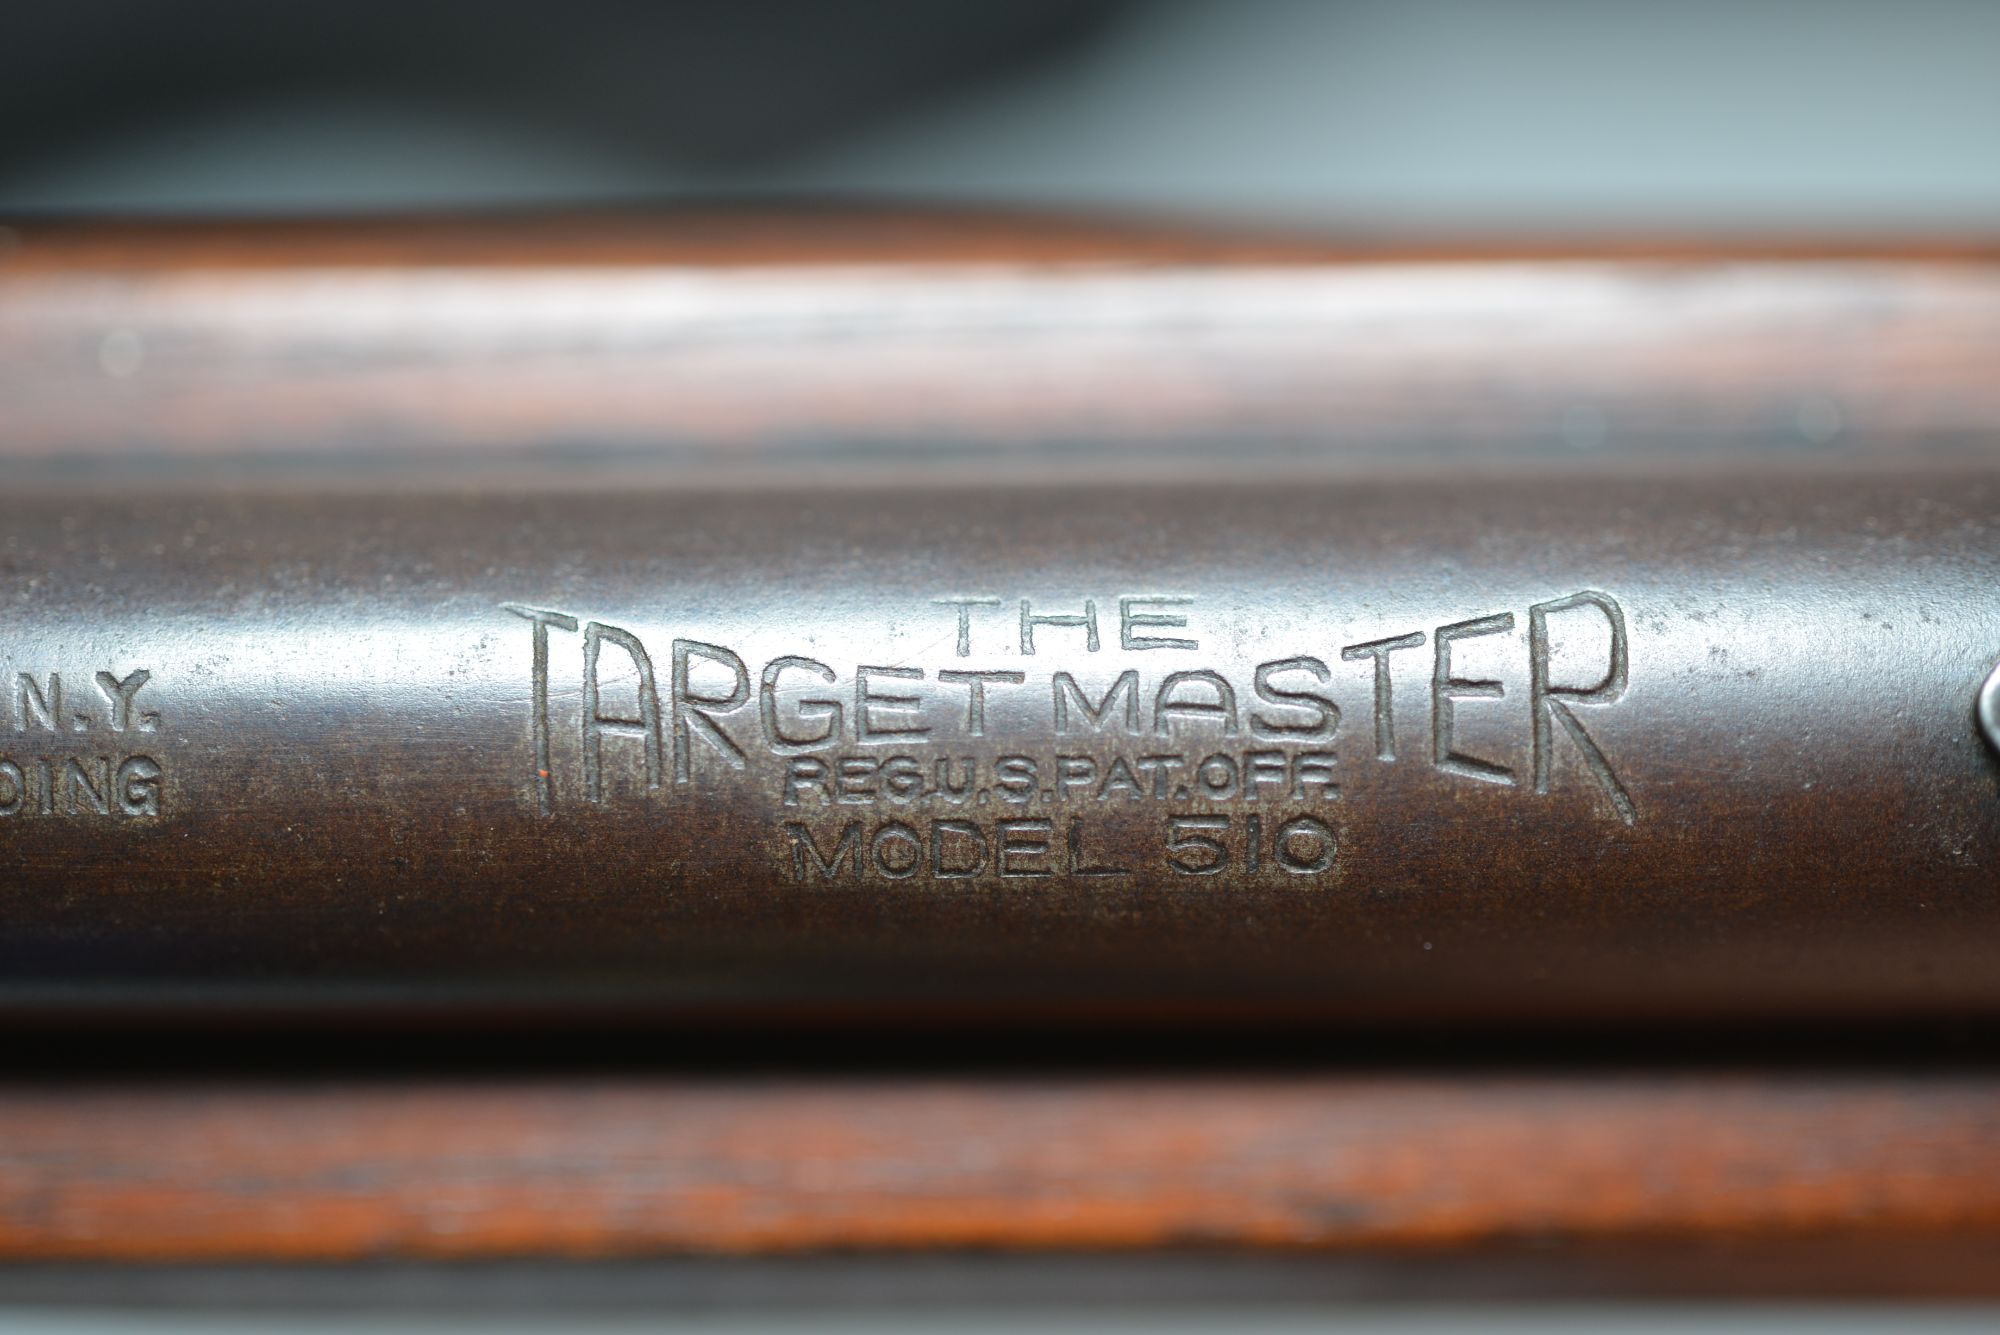 N.Y.
DING
THE
TARGETMASTER
REG.U.S.PAT.OFF.
MODEL 510